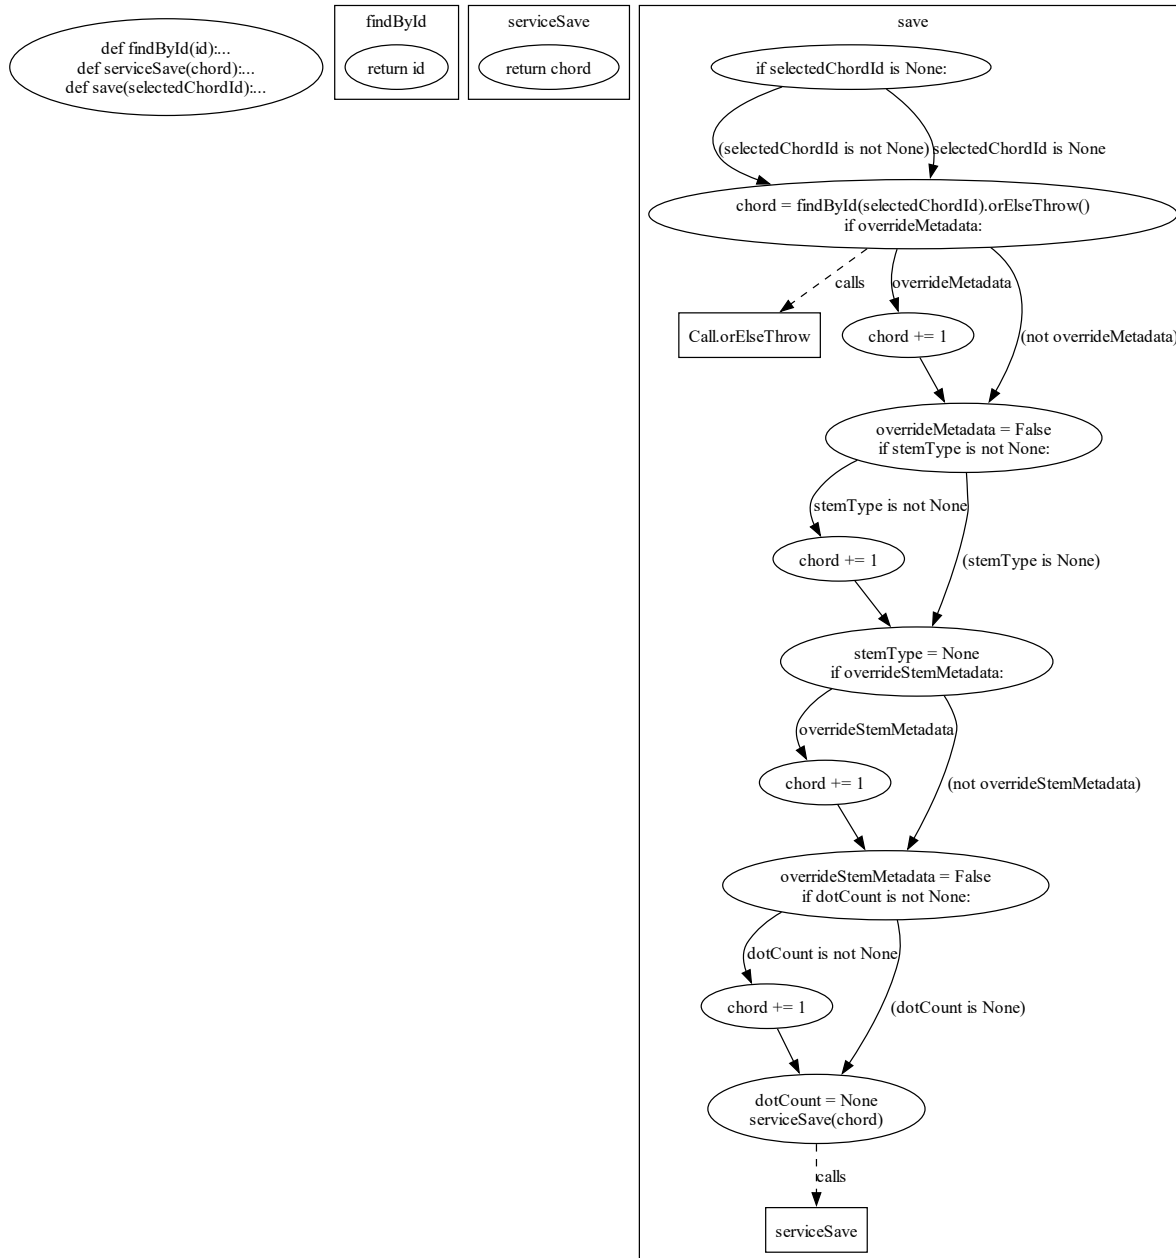 def findById(id):...
def serviceSave(chord):...
def save(selectedChordId):...
findById
return id
serviceSave
return chord
save
if selectedChordId is None:
(selectedChordId is not None)
selectedChordId is None
chord = findById(selectedChordId).orElseThrow()
if overrideMetadata:
calls
overrideMetadata
(not overrideMetadata)
Call.orElseThrow
chord += 1
overrideMetadata = False
if stemType is not None:
stemType is not None
(stemType is None)
chord += 1
stemType = None
if overrideStemMetadata:
overrideStemMetadata
(not overrideStemMetadata)
chord += 1
overrideStemMetadata = False
if dotCount is not None:
dotCount is not None
(dotCount is None)
chord += 1
dotCount = None
serviceSave(chord)
calls
serviceSave